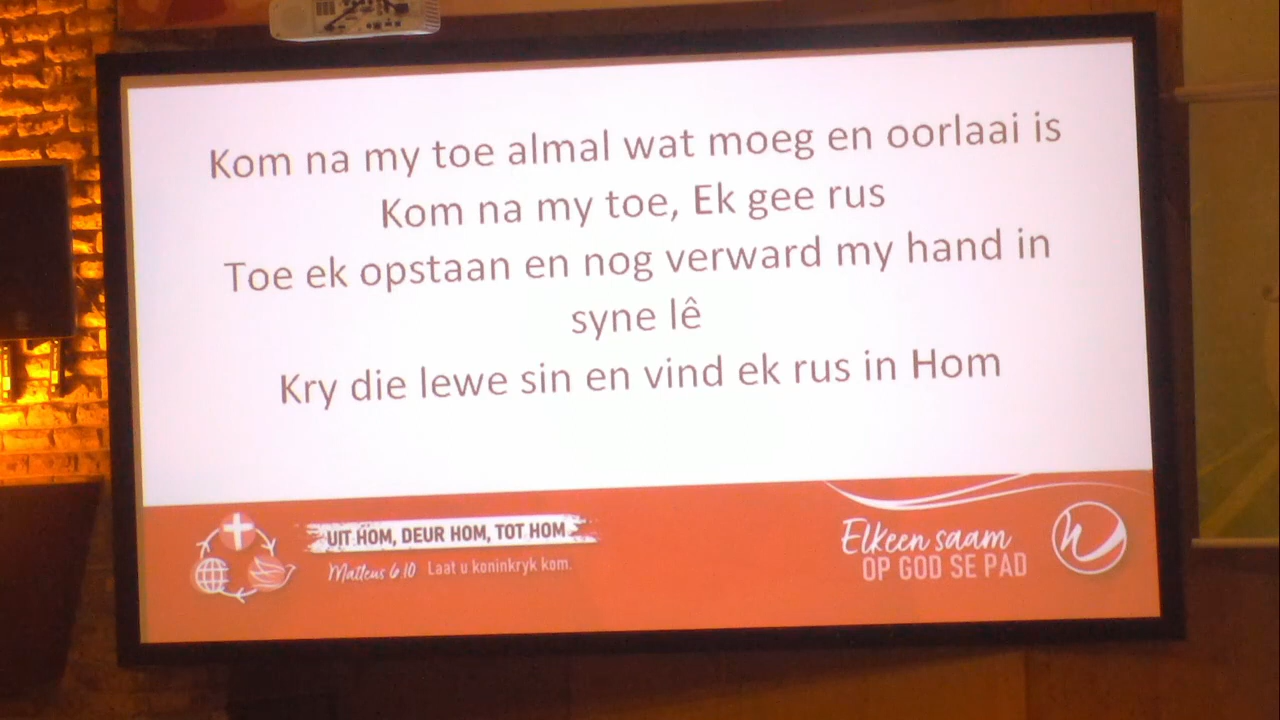 Kom na my toe almal wat moeg en oorlaai is
Kom na my toe, Ek gee rus
Toe ek opstaan en nog verward my hand in
syne lê
Kry die lewe sin en vind ek rus in Hom
UIT HOM, DEUR HOM, TOT HOM
Matteus 6:10 Laat u koninkryk kom.
Elkeen saam
OP GOD SE PAD